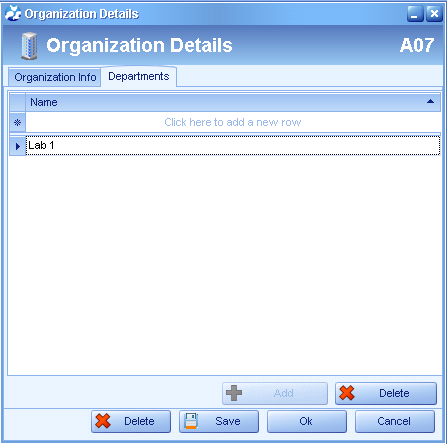 Organization Details
Organization Details A07
Organization Info Departments
Name
Click here to add a new row
Lab 1
Add Delete
Delete Save Ok Cancel